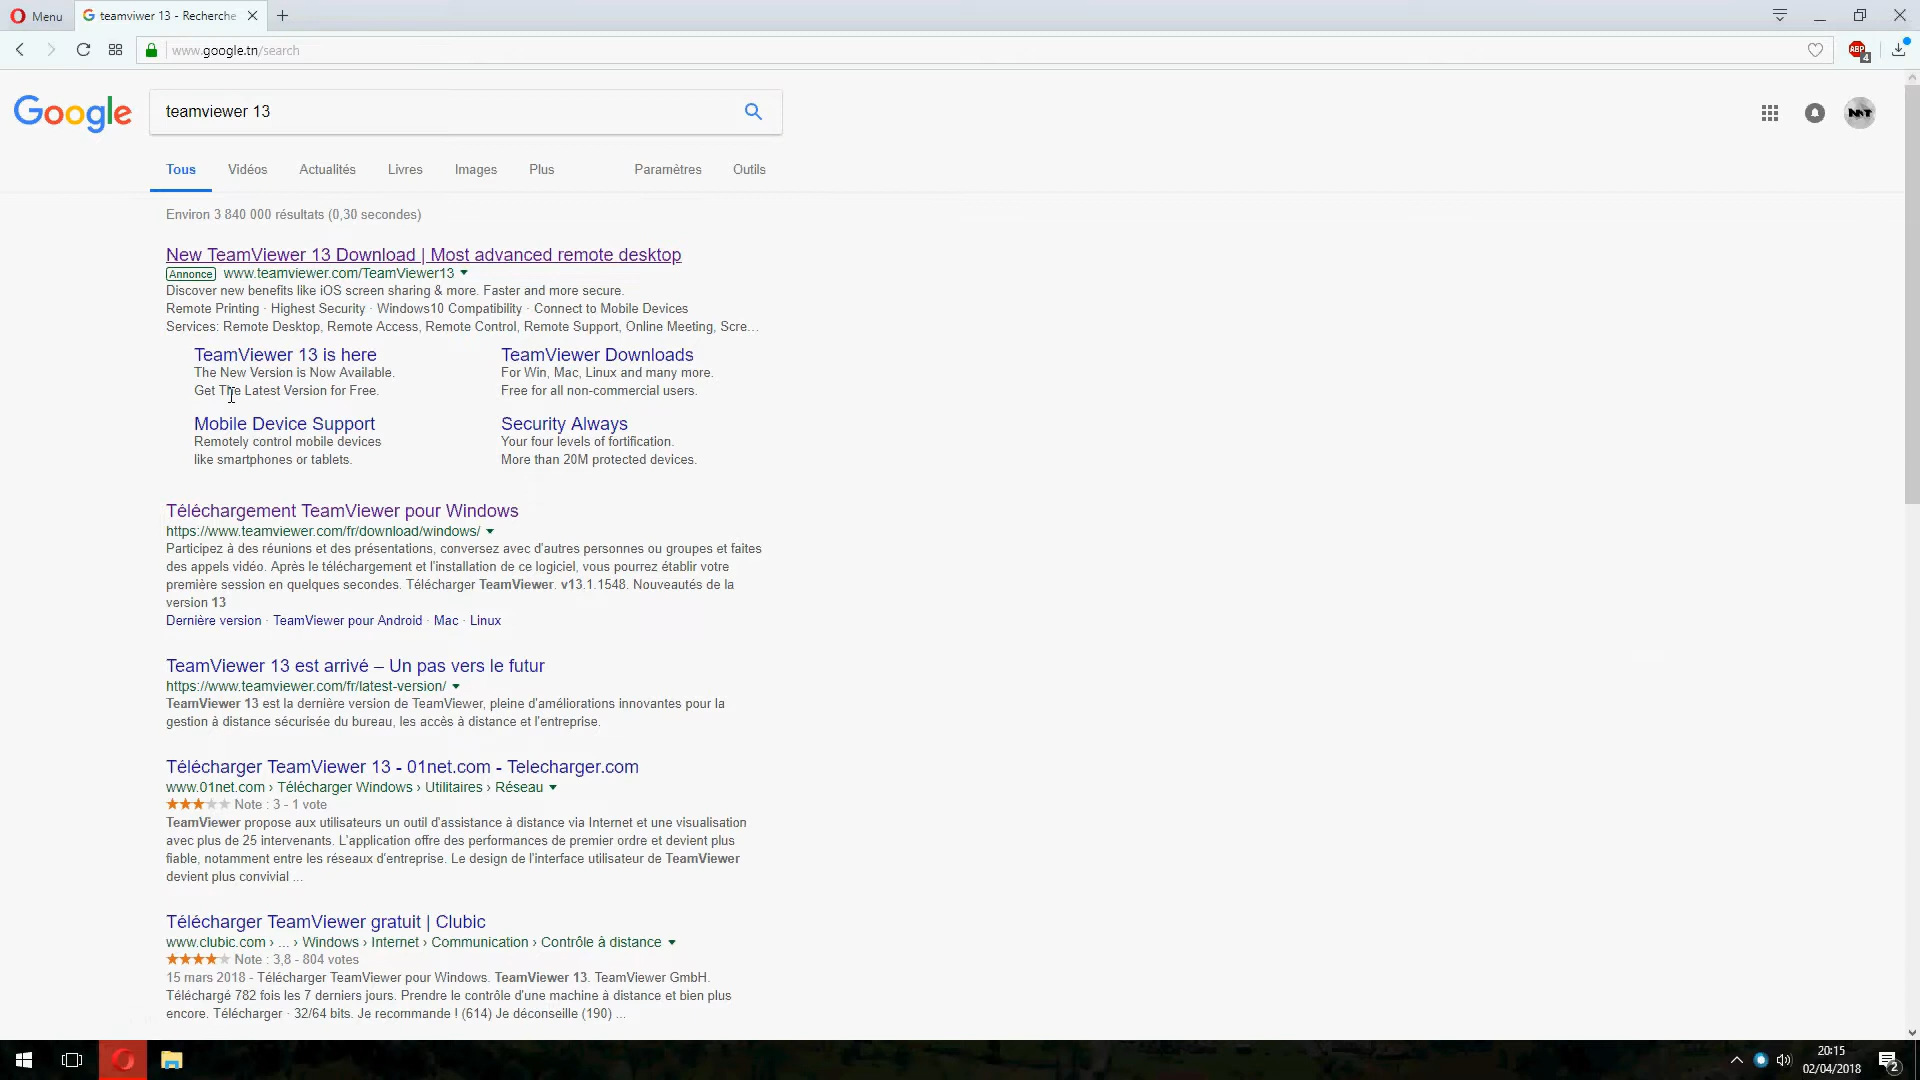 Menu
teamviwer 13 - Recherche
www.google.tn/search
ABP
4
Google
teamviewer 13
NNT
Tous Vidéos Actualités Livres Images Plus Paramètres Outils
Environ 3 840 000 résultats (0,30 secondes)
New TeamViewer 13 Download | Most advanced remote desktop
Annonce www.teamviewer.com/TeamViewer13
Discover new benefits like iOS screen sharing & more. Faster and more secure.
Remote Printing · Highest Security · Windows10 Compatibility · Connect to Mobile Devices
Services: Remote Desktop, Remote Access, Remote Control, Remote Support, Online Meeting, Scre...
TeamViewer 13 is here
The New Version is Now Available.
Get The Latest Version for Free.
TeamViewer Downloads
For Win, Mac, Linux and many more.
Free for all non-commercial users.
Mobile Device Support
Remotely control mobile devices
like smartphones or tablets.
Security Always
Your four levels of fortification.
More than 20M protected devices.
Téléchargement TeamViewer pour Windows
https://www.teamviewer.com/fr/download/windows/
Participez à des réunions et des présentations, conversez avec d'autres personnes ou groupes et faites
des appels vidéo. Après le téléchargement et l'installation de ce logiciel, vous pourrez établir votre
première session en quelques secondes. Télécharger TeamViewer. v13.1.1548. Nouveautés de la
version 13
Dernière version · TeamViewer pour Android · Mac · Linux
TeamViewer 13 est arrivé – Un pas vers le futur
https://www.teamviewer.com/fr/latest-version/
TeamViewer 13 est la dernière version de TeamViewer, pleine d'améliorations innovantes pour la
gestion à distance sécurisée du bureau, les accès à distance et l'entreprise.
Télécharger TeamViewer 13 - 01net.com - Telecharger.com
www.01net.com › Télécharger Windows › Utilitaires › Réseau
Note : 3 - 1 vote
TeamViewer propose aux utilisateurs un outil d'assistance à distance via Internet et une visualisation
avec plus de 25 intervenants. L'application offre des performances de premier ordre et devient plus
fiable, notamment entre les réseaux d'entreprise. Le design de l'interface utilisateur de TeamViewer
devient plus convivial ...
Télécharger TeamViewer gratuit | Clubic
www.clubic.com › ... › Windows › Internet › Communication › Contrôle à distance
Note : 3,8 - 804 votes
15 mars 2018 - Télécharger TeamViewer pour Windows. TeamViewer 13. TeamViewer GmbH.
Téléchargé 782 fois les 7 derniers jours. Prendre le contrôle d'une machine à distance et bien plus
encore. Télécharger · 32/64 bits. Je recommande ! (614) Je déconseille (190) ...
20:15
02/04/2018
2